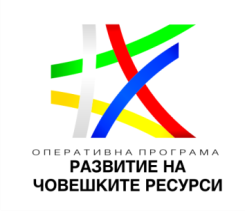 ОПЕРАТИВНА ПРОГРАМА
РАЗВИТИЕ НА
ЧОВЕШКИТЕ РЕСУРСИ